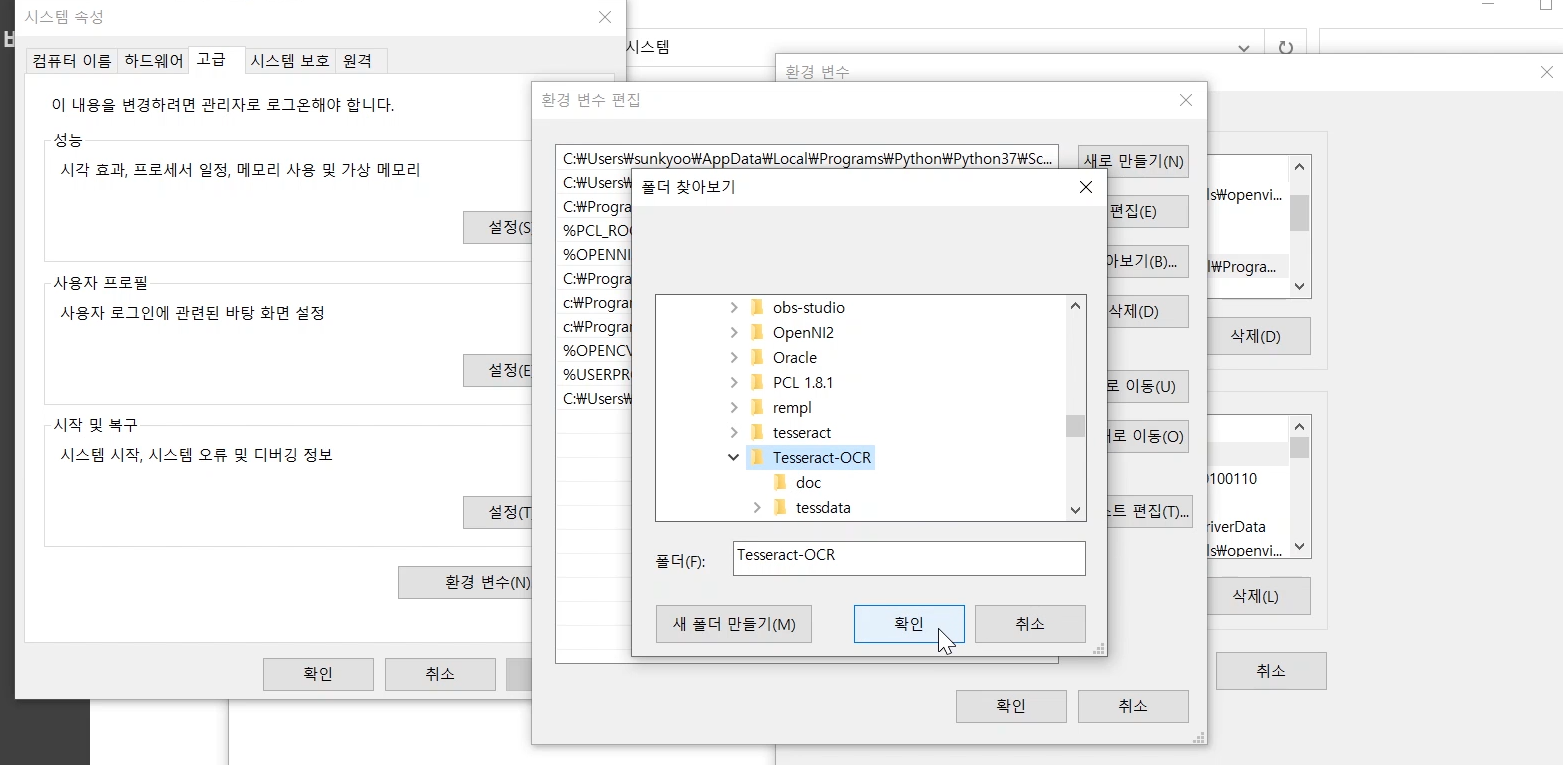 시스템 속성
컴퓨터 이름
하드웨어
고급
시스템 보호
원격
이 내용을 변경하려면 관리자로 로그온해야 합니다.
성능
시각 효과, 프로세서 일정, 메모리 사용 및 가상 메모리
설정(S
사용자 프로필
사용자 로그인에 관련된 바탕 화면 설정
설정(E
시작 및 복구
시스템 시작, 시스템 오류 및 디버깅 정보
설정(T
환경 변수(N)
확인
취소
시스템
환경 변수
ls₩openvi...
l₩Progra...
삭제(D)
0100110
riverData
ls₩openvi...
삭제(L)
취소
환경 변수 편집
C:₩Users₩sunkyoo₩AppData₩Local₩Programs₩Python₩Python37₩Sc...
C:₩Users₩
C:₩Progra
%PCL_RO
%OPENNI
C:₩Progra
c:₩Progra
c:₩Progra
%OPENCV
%USERPR
C:₩Users₩
새로 만들기(N)
편집(E)
아보기(B)...
삭제(D)
로 이동(U)
로 이동(O)
스트 편집(T)...
확인
취소
폴더 찾아보기
obs-studio
OpenNI2
Oracle
PCL 1.8.1
rempl
tesseract
Tesseract-OCR
doc
tessdata
폴더(F):
Tesseract-OCR
새 폴더 만들기(M)
확인
취소